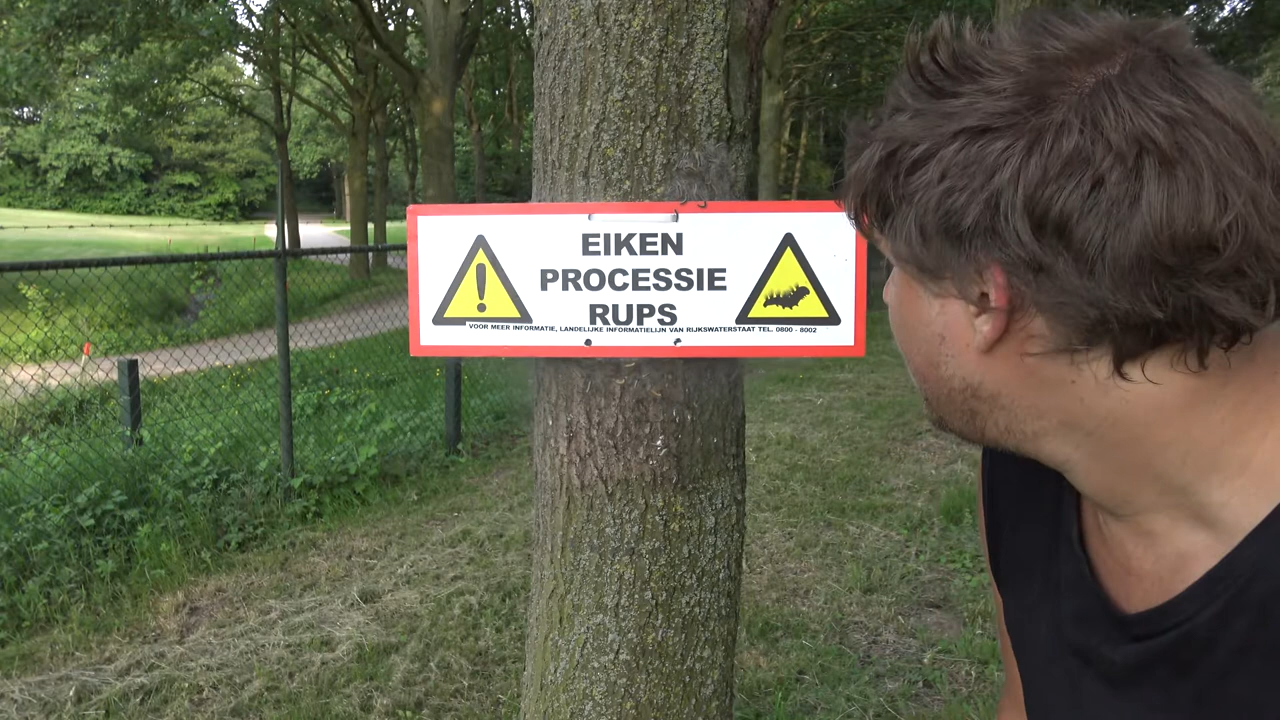 EIKEN
PROCESSIE
RUPS
VOOR MEER INFORMATIE, LANDELIJKE INFORMATIELIJN VAN RIJKSWATERSTAAT TEL. 0800 - 8002